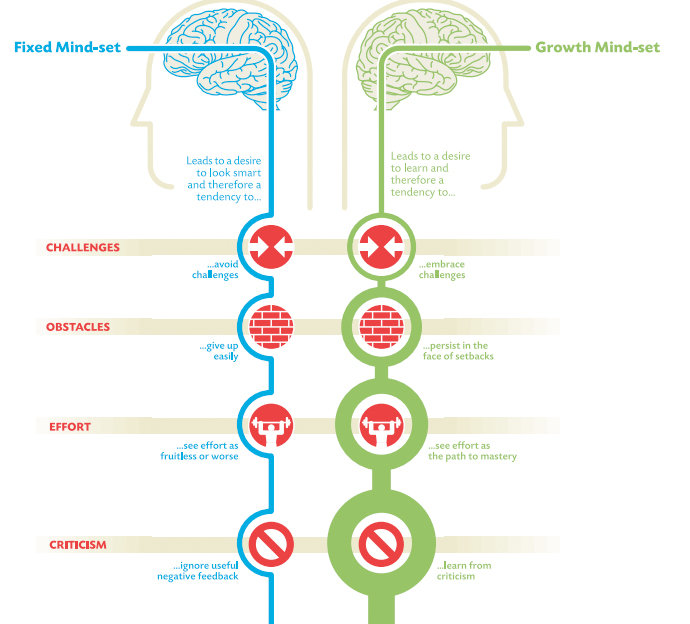 Fixed Mind-set
Growth Mind-set
Leads to a desire
to look smart
and therefore a
tendency to...
Leads to a desire
to learn and
therefore a
tendency to...
CHALLENGES
...avoid
challenges
...embrace
challenges
OBSTACLES
...give up
easily
...persist in the
face of setbacks
EFFORT
...see effort as
fruitless or worse
...see effort as
the path to mastery
CRITICISM
...ignore useful
negative feedback
...learn from
criticism